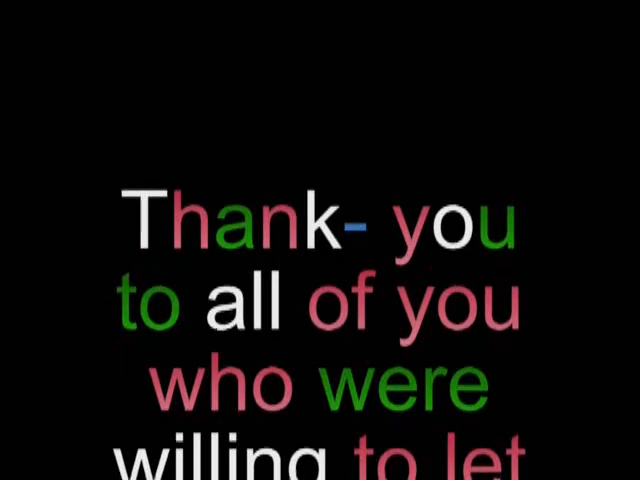 Thank- you
to all of you
who were
willing to let